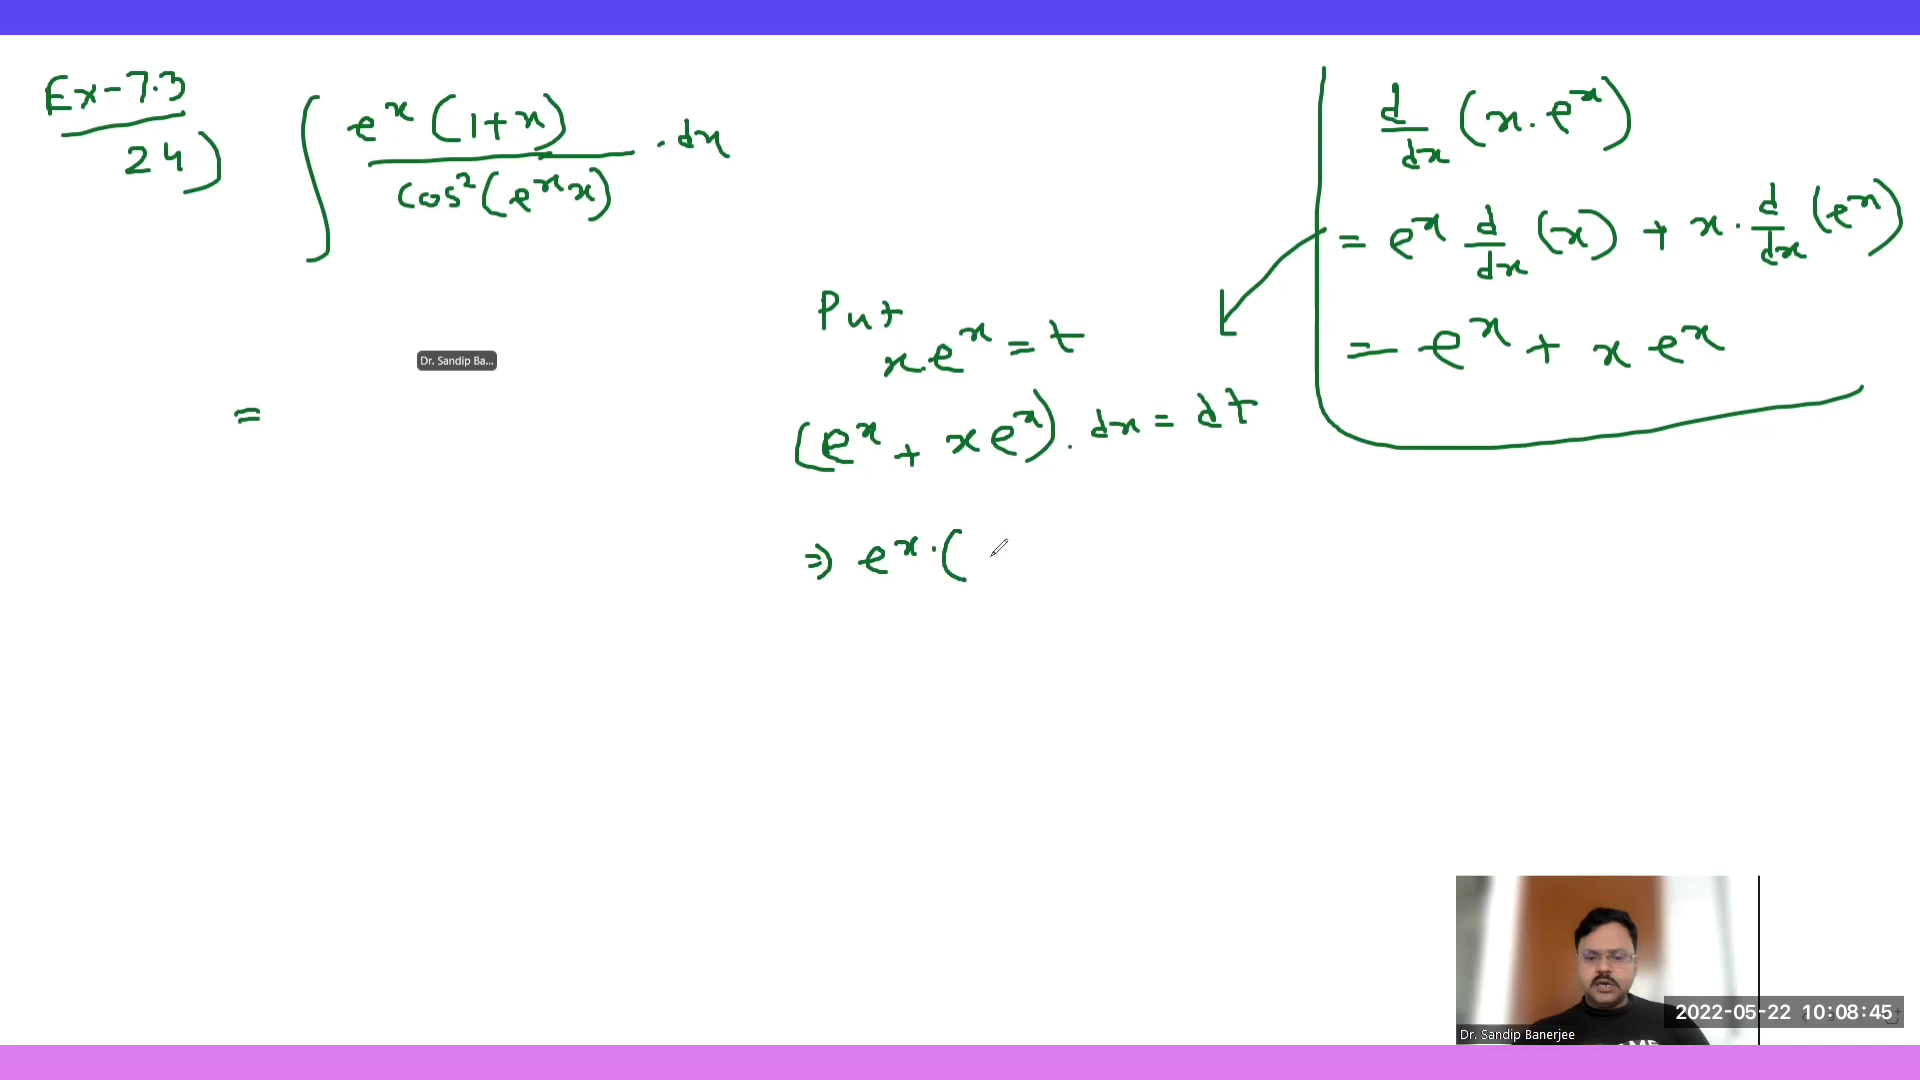 Ex-7.3
24) ∫ e^x (1+x) / cos²(e^x x) . dx
d/dx (x. e^x)
= e^x d/dx (x) + x . d/dx (e^x)
= e^x + x e^x
Put
x.e^x = t
(e^x + x e^x). dx = dt
=
⇒ e^x . (
Dr. Sandip Ba...
2022-05-22 10:08:45
Dr. Sandip Banerjee